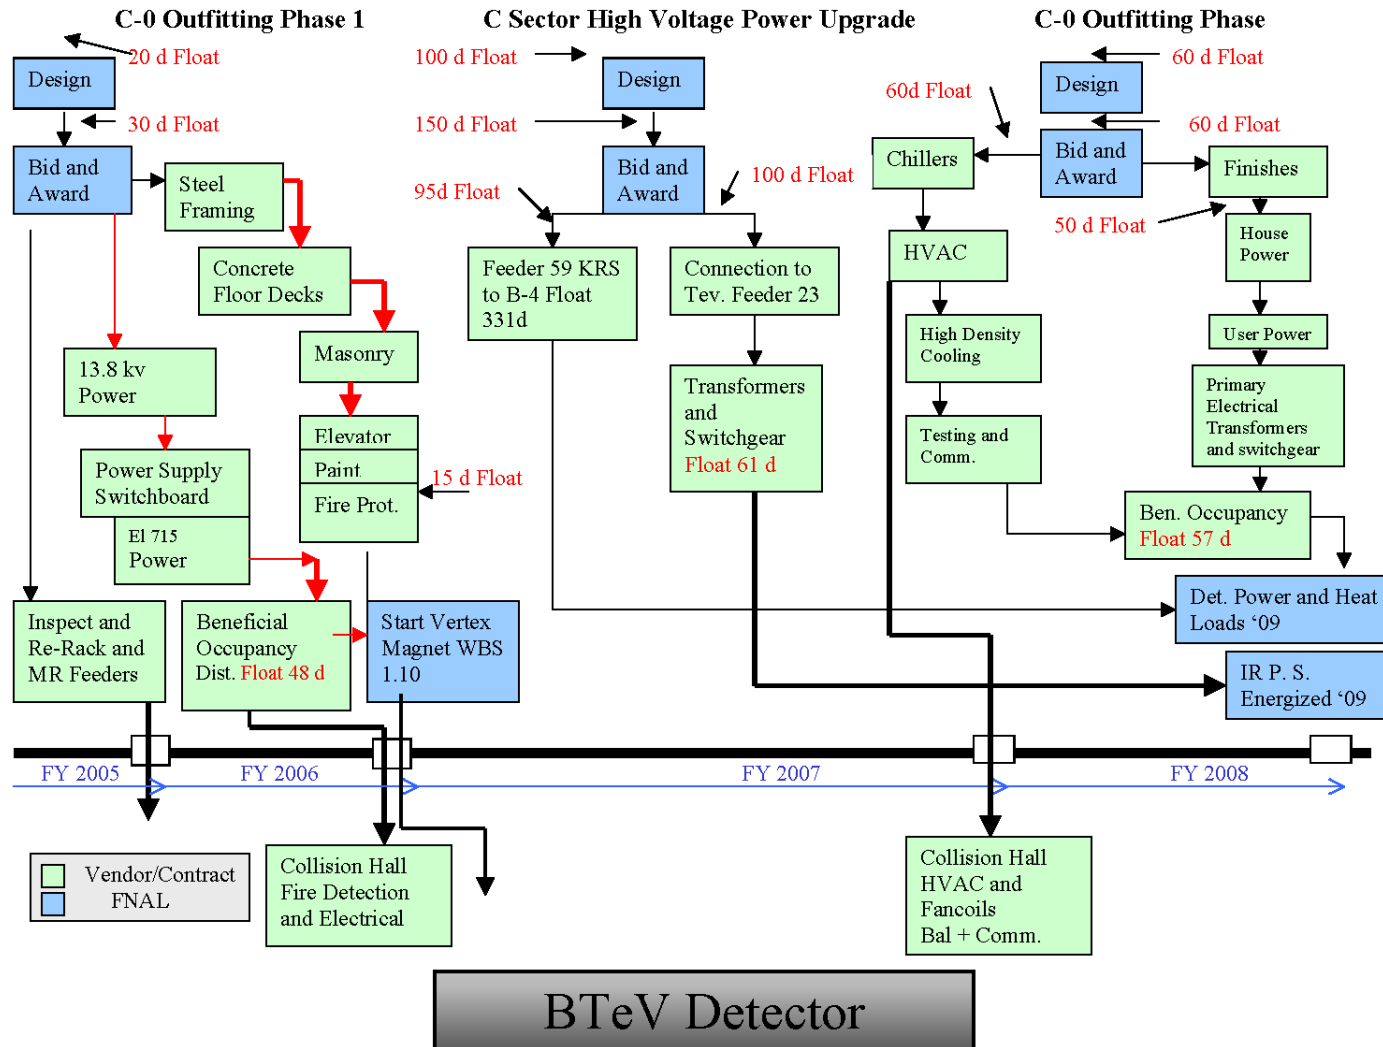 C-0 Outfitting Phase 1
C Sector High Voltage Power Upgrade
C-0 Outfitting Phase
20 d Float
Design
30 d Float
Bid and
Award
Steel
Framing
Concrete
Floor Decks
Masonry
13.8 kv
Power
Elevator
Paint
Fire Prot.
15 d Float
Power Supply
Switchboard
El 715
Power
Inspect and
Re-Rack and
MR Feeders
Beneficial
Occupancy
Dist. Float 48 d
Start Vertex
Magnet WBS
1.10
100 d Float
Design
150 d Float
Bid and
Award
95d Float
100 d Float
Feeder 59 KRS
to B-4 Float
331d
Connection to
Tev. Feeder 23
Transformers
and
Switchgear
Float 61 d
60 d Float
Design
60d Float
60 d Float
Chillers
Bid and
Award
Finishes
50 d Float
HVAC
House
Power
High Density
Cooling
User Power
Testing and
Comm.
Primary
Electrical
Transformers
and switchgear
Ben. Occupancy
Float 57 d
Det. Power and Heat
Loads ‘09
IR P. S.
Energized ‘09
FY 2005
FY 2006
FY 2007
FY 2008
Vendor/Contract
FNAL
Collision Hall
Fire Detection
and Electrical
Collision Hall
HVAC and
Fancoils
Bal + Comm.
BTeV Detector